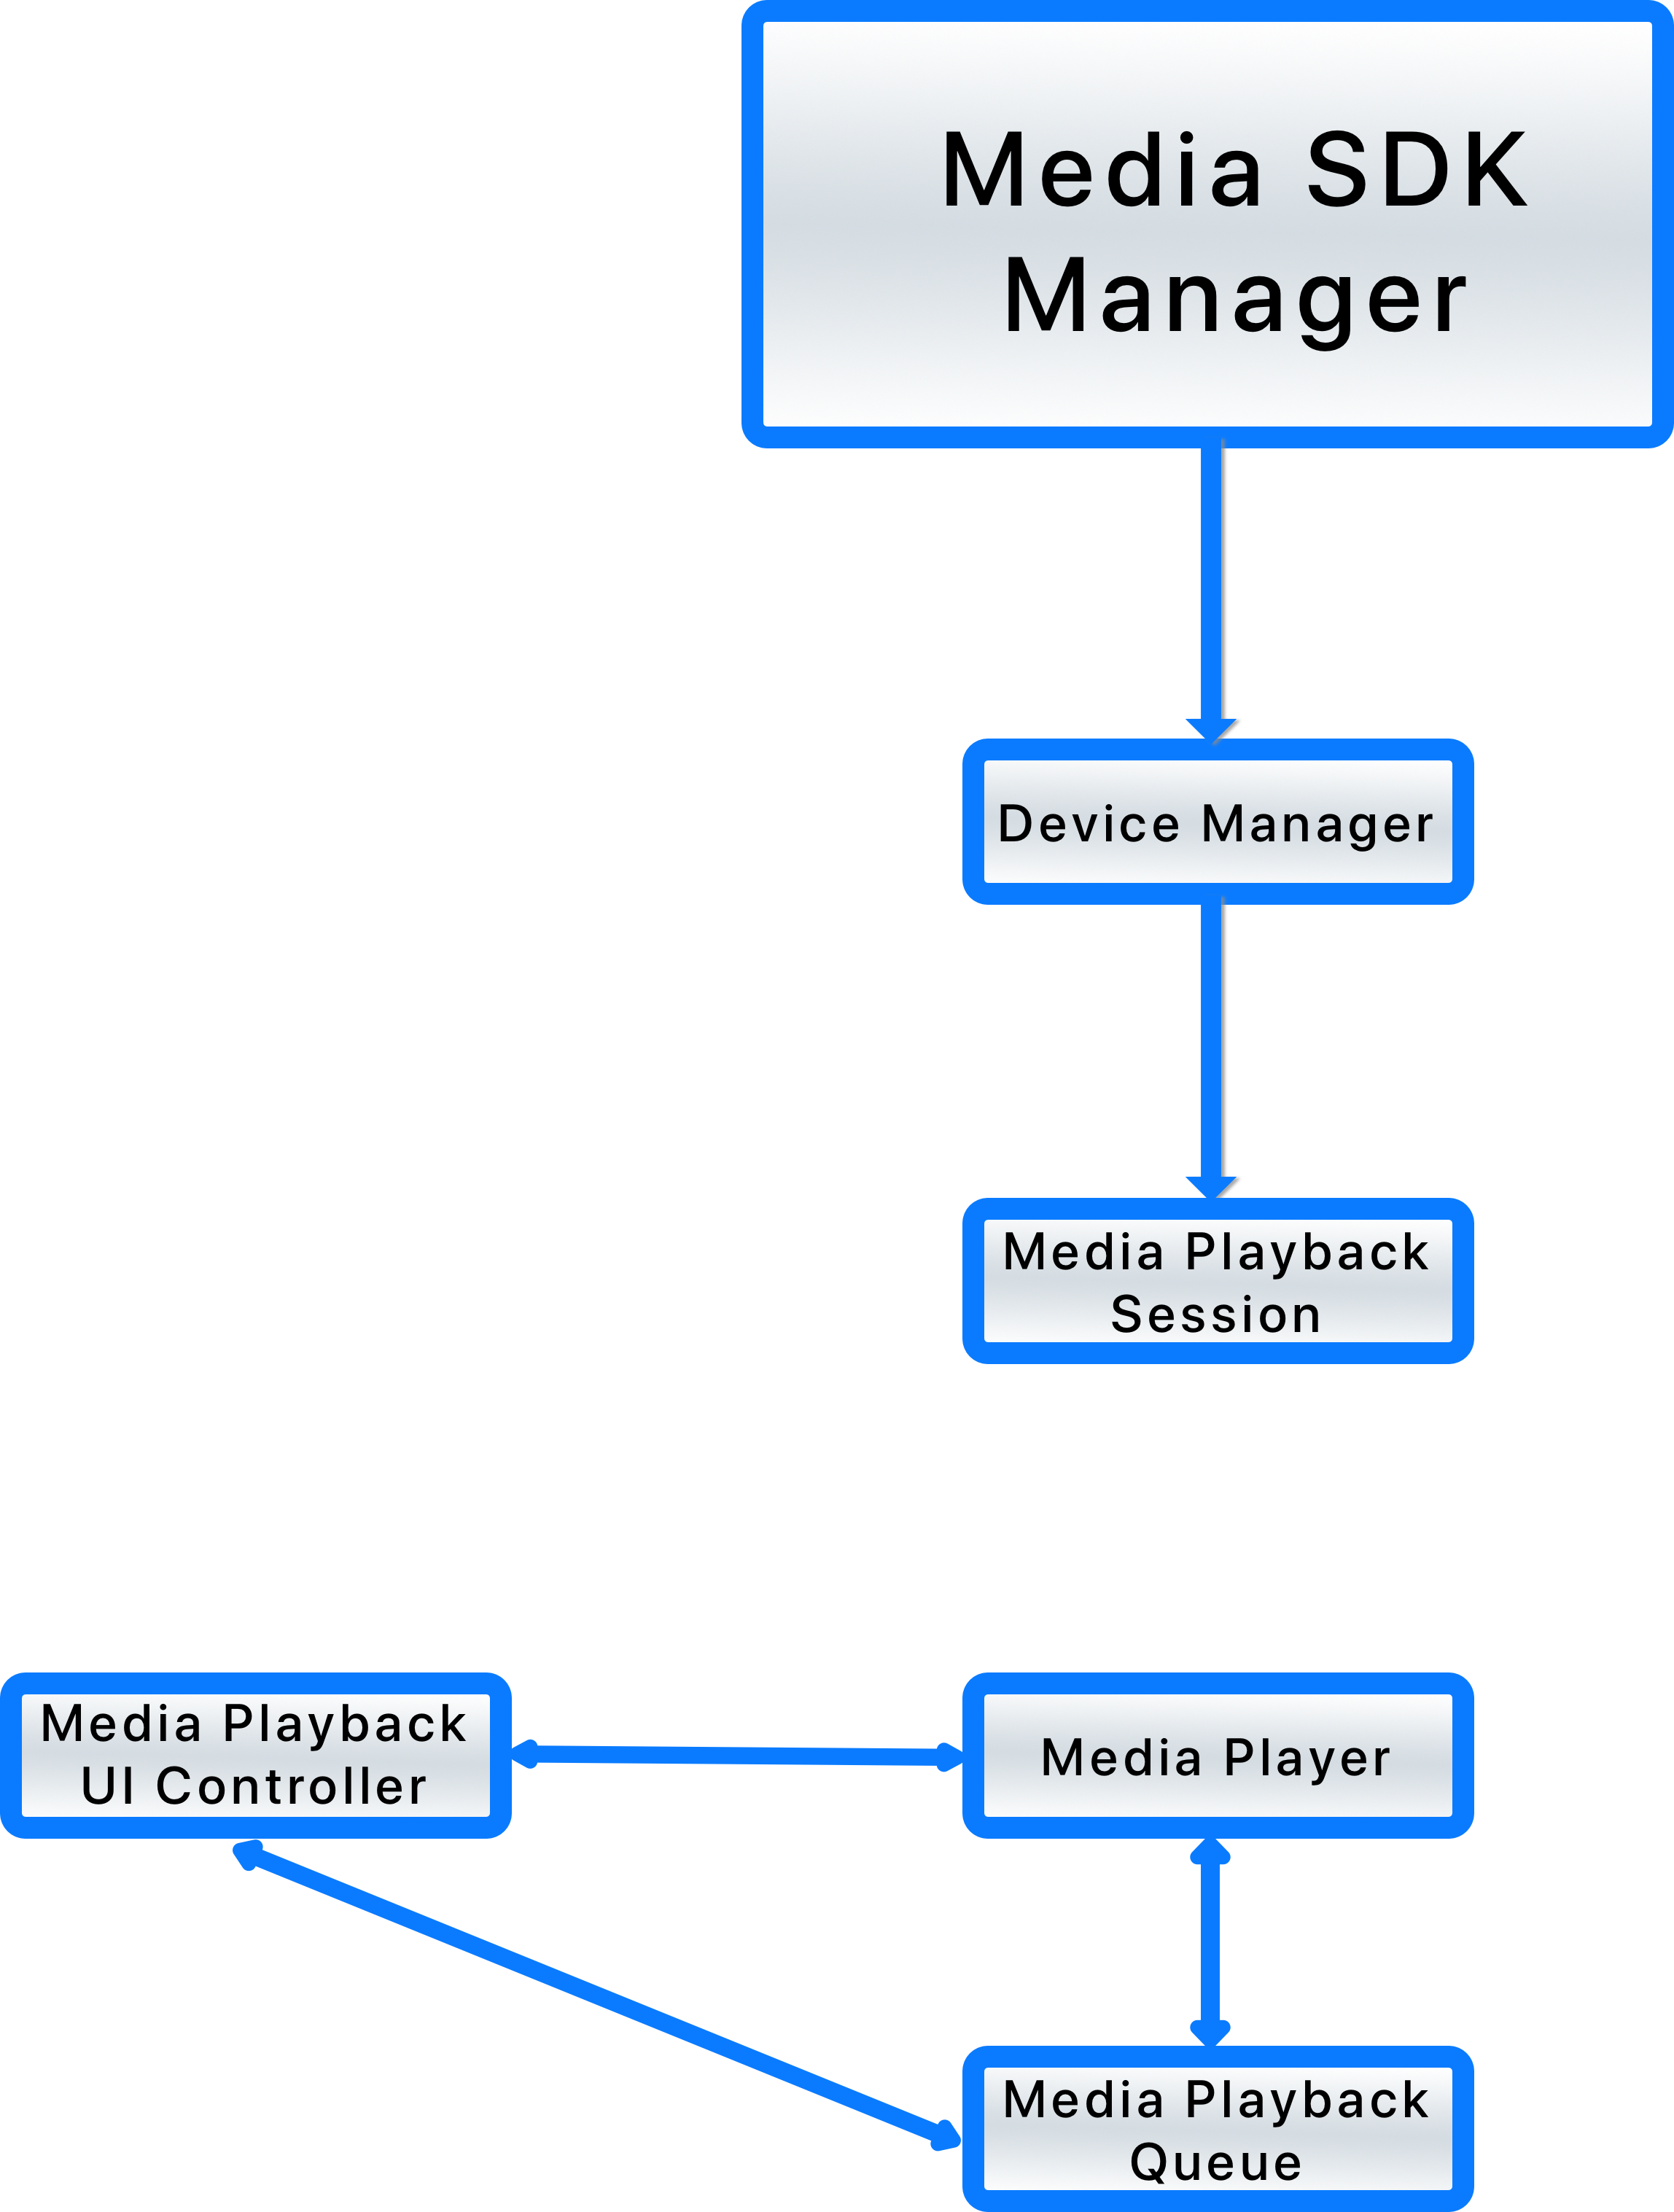 Media SDK
Manager
Device Manager
Media Playback
Session
Media Playback
UI Controller
Media Player
Media Playback
Queue